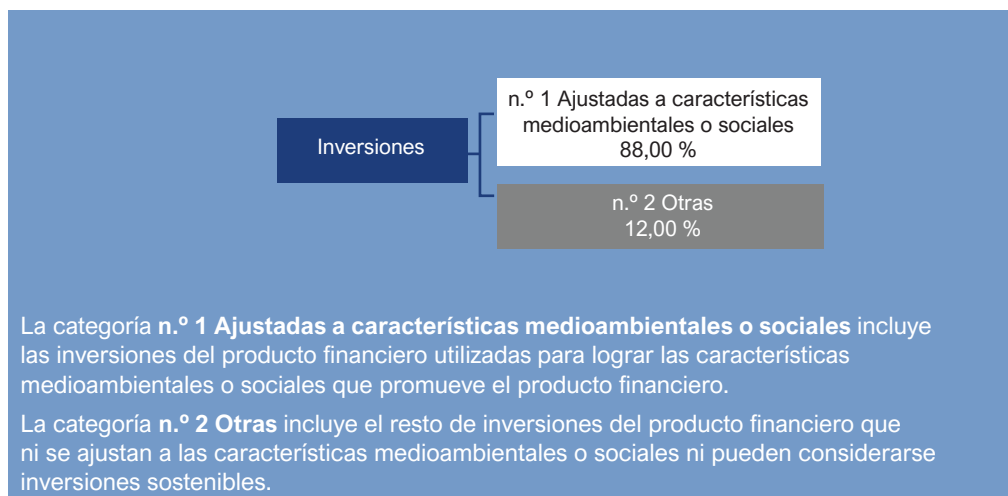 Inversiones
n.º 1 Ajustadas a características
medioambientales o sociales
88,00 %
n.º 2 Otras
12,00 %
La categoría n.º 1 Ajustadas a características medioambientales o sociales incluye
las inversiones del producto financiero utilizadas para lograr las características
medioambientales o sociales que promueve el producto financiero.
La categoría n.º 2 Otras incluye el resto de inversiones del producto financiero que
ni se ajustan a las características medioambientales o sociales ni pueden considerarse
inversiones sostenibles.